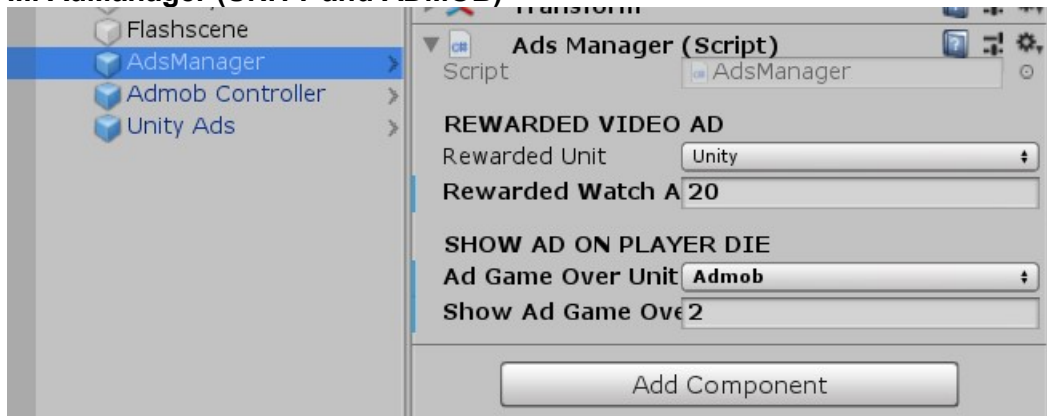 Flashscene
AdsManager
Admob Controller
Unity Ads
Transform
Ads Manager (Script)
Script AdsManager
REWARDED VIDEO AD
Rewarded Unit Unity
Rewarded Watch A 20
SHOW AD ON PLAYER DIE
Ad Game Over Unit Admob
Show Ad Game Ove 2
Add Component